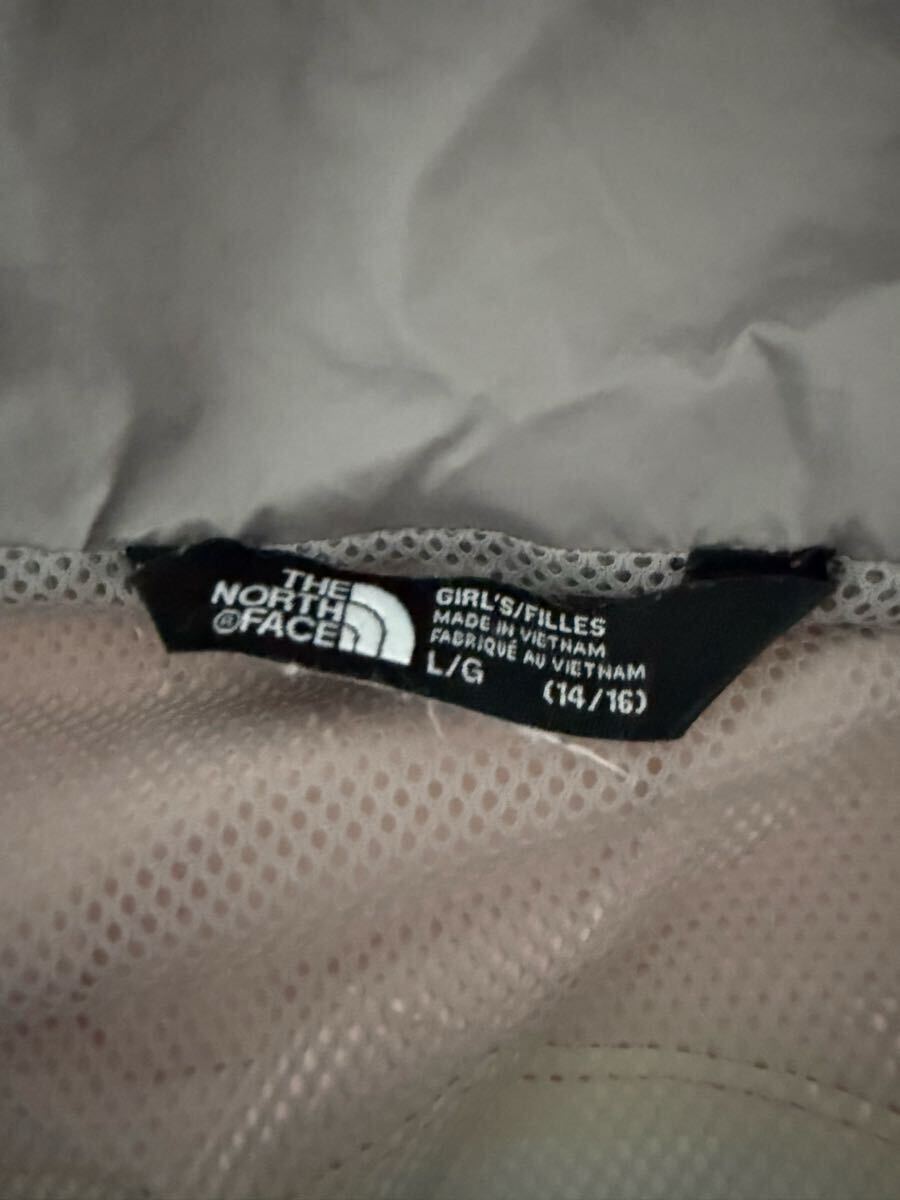 THE
NORTH
® FACE
GIRL'S/FILLES
MADE IN VIETNAM
FABRIQUÉ AU VIETNAM
L/G (14/16)